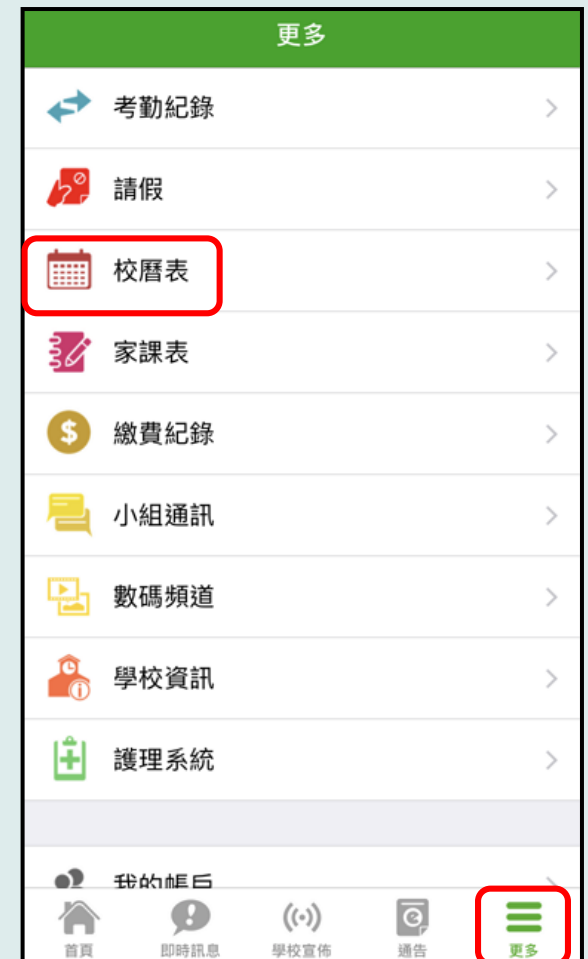 更多
考勤紀錄
請假
校曆表
家課表
繳費紀錄
小組通訊
數碼頻道
學校資訊
護理系統
我的帳戶
首頁 即時訊息 學校宣佈 通告 更多